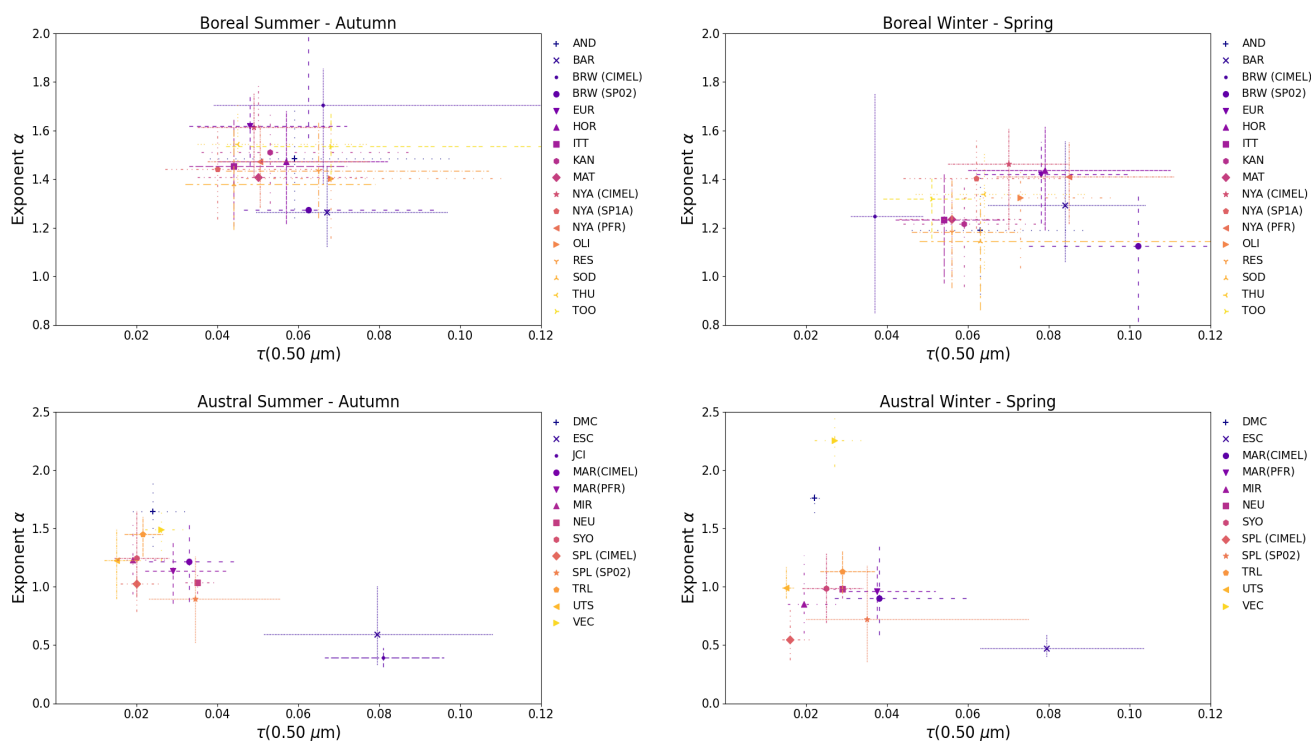 Boreal Summer - Autumn
2.0
1.8
1.6
1.4
1.2
1.0
0.8
Exponent α
0.02 0.04 0.06 0.08 0.10 0.12
τ(0.50 μm)
AND
BAR
BRW (CIMEL)
BRW (SP02)
EUR
HOR
ITT
KAN
MAT
NYA (CIMEL)
NYA (SP1A)
NYA (PFR)
OLI
RES
SOD
THU
TOO
Boreal Winter - Spring
2.0
1.8
1.6
1.4
1.2
1.0
0.8
Exponent α
0.02 0.04 0.06 0.08 0.10 0.12
τ(0.50 μm)
AND
BAR
BRW (CIMEL)
BRW (SP02)
EUR
HOR
ITT
KAN
MAT
NYA (CIMEL)
NYA (SP1A)
NYA (PFR)
OLI
RES
SOD
THU
TOO
Austral Summer - Autumn
2.5
2.0
1.5
1.0
0.5
0.0
Exponent α
0.02 0.04 0.06 0.08 0.10 0.12
τ(0.50 μm)
DMC
ESC
JCI
MAR(CIMEL)
MAR(PFR)
MIR
NEU
SYO
SPL (CIMEL)
SPL (SP02)
TRL
UTS
VEC
Austral Winter - Spring
2.5
2.0
1.5
1.0
0.5
0.0
Exponent α
0.02 0.04 0.06 0.08 0.10 0.12
τ(0.50 μm)
DMC
ESC
MAR(CIMEL)
MAR(PFR)
MIR
NEU
SYO
SPL (CIMEL)
SPL (SP02)
TRL
UTS
VEC